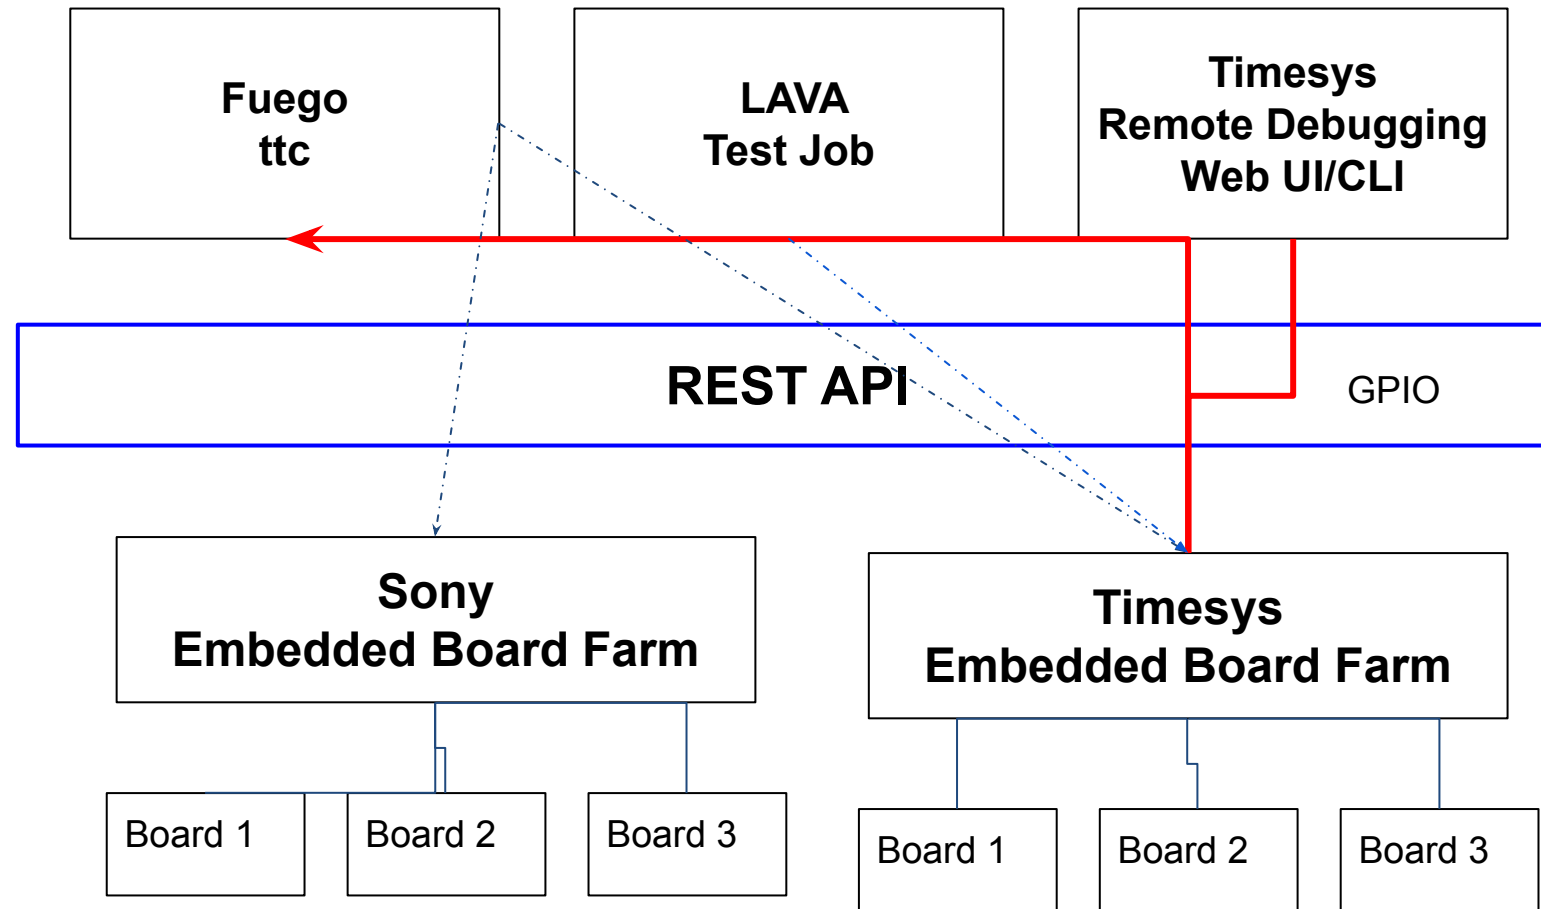 Fuego
ttc
LAVA
Test Job
Timesys
Remote Debugging
Web UI/CLI
REST API
GPIO
Sony
Embedded Board Farm
Timesys
Embedded Board Farm
Board 1
Board 2
Board 3
Board 1
Board 2
Board 3